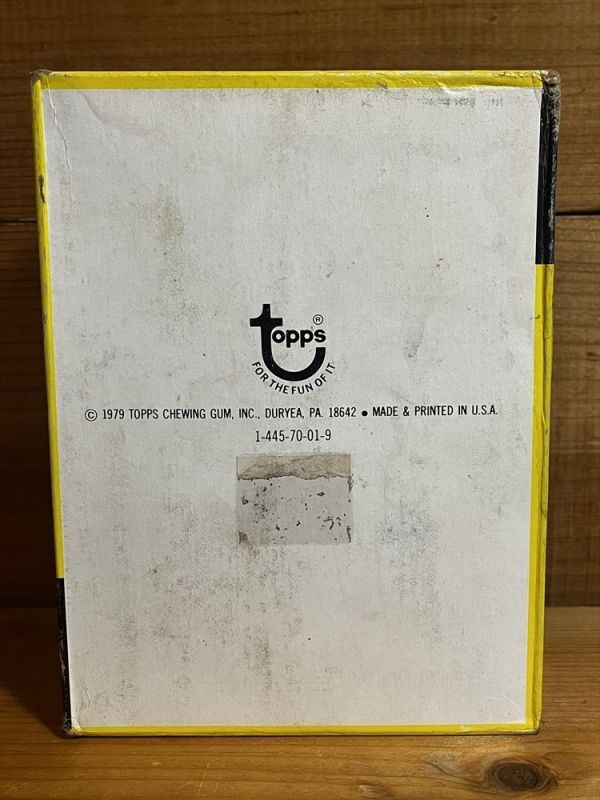 topps®
FOR THE FUN OF IT
© 1979 TOPPS CHEWING GUM, INC., DURYEA, PA. 18642 ● MADE & PRINTED IN U.S.A.
1-445-70-01-9